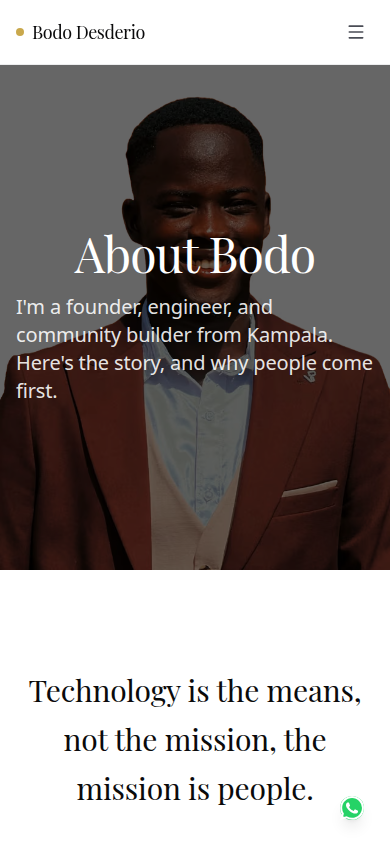 Bodo Desderio
About Bodo
I'm a founder, engineer, and
community builder from Kampala.
Here's the story, and why people come
first.
Technology is the means,
not the mission, the
mission is people.